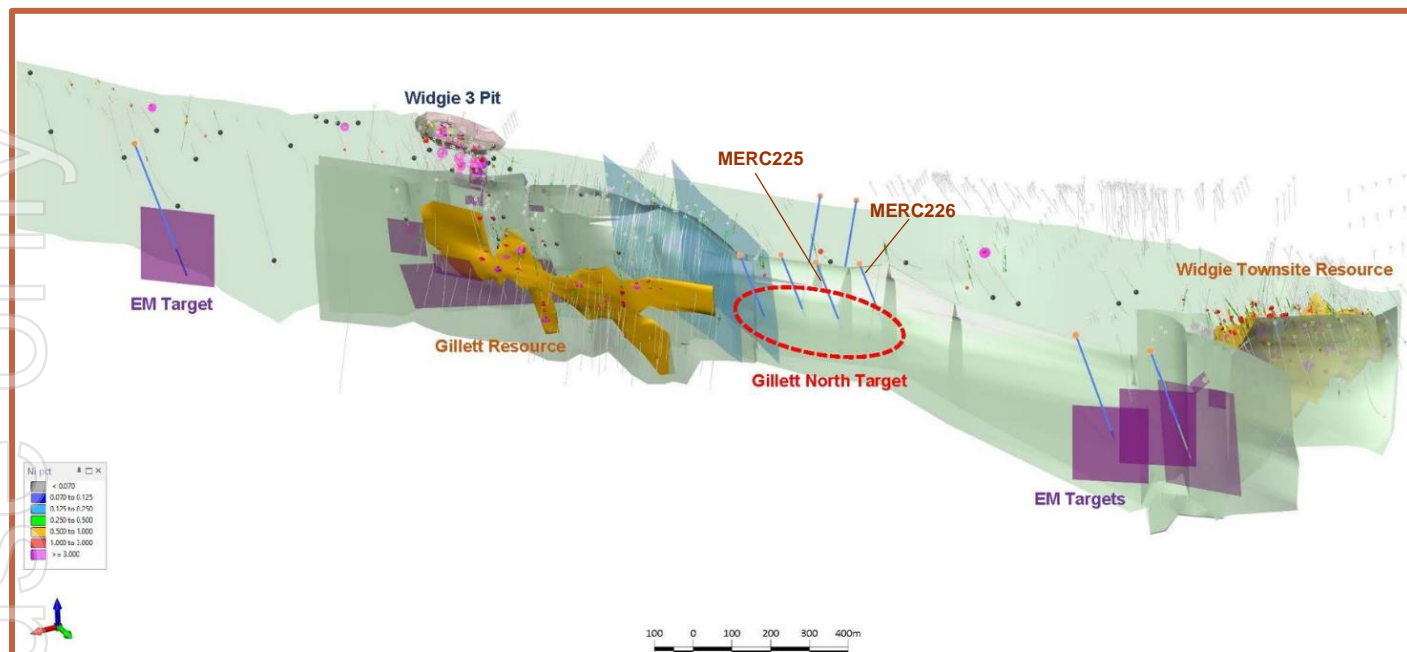 Widgie 3 Pit
MERC225
MERC226
Widgie Townsite Resource
EM Target
Gillett Resource
Gillett North Target
EM Targets
Ni pct
< 0.070
0.070 to 0.125
0.125 to 0.250
0.250 to 0.500
0.500 to 1.000
1.000 to 3.000
>= 3.000
100 0 100 200 300 400m